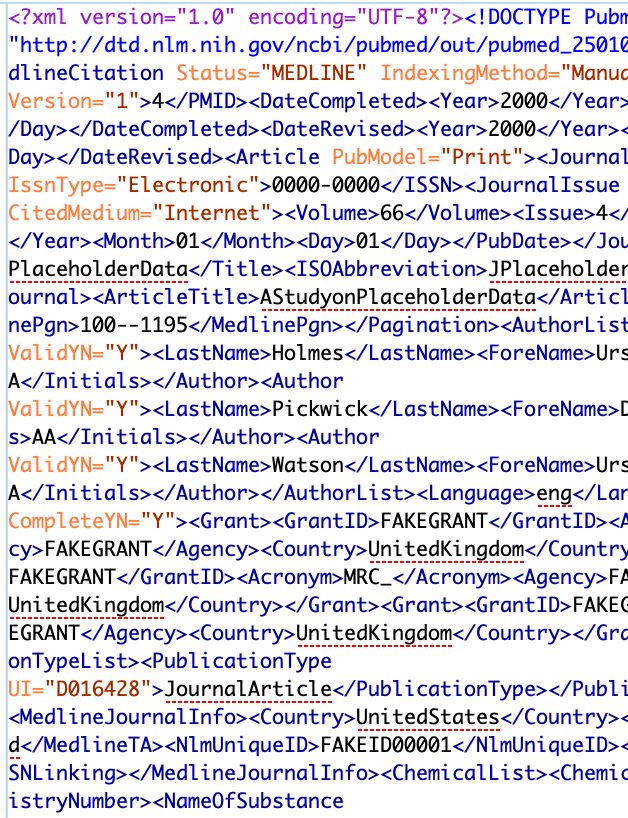 <?xml version="1.0" encoding="UTF-8"?><!DOCTYPE Pubm
"http://dtd.nlm.nih.gov/ncbi/pubmed/out/pubmed_25010
dlineCitation Status="MEDLINE" IndexingMethod="Manua
Version="1">4</PMID><DateCompleted><Year>2000</Year>
/Day></DateCompleted><DateRevised><Year>2000</Year><
Day></DateRevised><Article PubModel="Print"><Journal
IssnType="Electronic">0000-0000</ISSN><JournalIssue
CitedMedium="Internet"><Volume>66</Volume><Issue>4</
</Year><Month>01</Month><Day>01</Day></PubDate></Jou
PlaceholderData</Title><ISOAbbreviation>JPlaceholder
ournal><ArticleTitle>AStudyonPlaceholderData</Articl
nePgn>100--1195</MedlinePgn></Pagination><AuthorList
ValidYN="Y"><LastName>Holmes</LastName><ForeName>Urs
A</Initials></Author><Author
ValidYN="Y"><LastName>Pickwick</LastName><ForeName>D
s>AA</Initials></Author><Author
ValidYN="Y"><LastName>Watson</LastName><ForeName>Urs
A</Initials></Author></AuthorList><Language>eng</Lan
CompleteYN="Y"><Grant><GrantID>FAKEGRANT</GrantID><A
cy>FAKEGRANT</Agency><Country>UnitedKingdom</Country
FAKEGRANT</GrantID><Acronym>MRC_</Acronym><Agency>FA
UnitedKingdom</Country></Grant><Grant><GrantID>FAKEG
EGRANT</Agency><Country>UnitedKingdom</Country></Gra
onTypeList><PublicationType
UI="D016428">JournalArticle</PublicationType></Publi
<MedlineJournalInfo><Country>UnitedStates</Country><
d</MedlineTA><NlmUniqueID>FAKEID00001</NlmUniqueID><
SNLinking></MedlineJournalInfo><ChemicalList><Chemic
istryNumber><NameOfSubstance